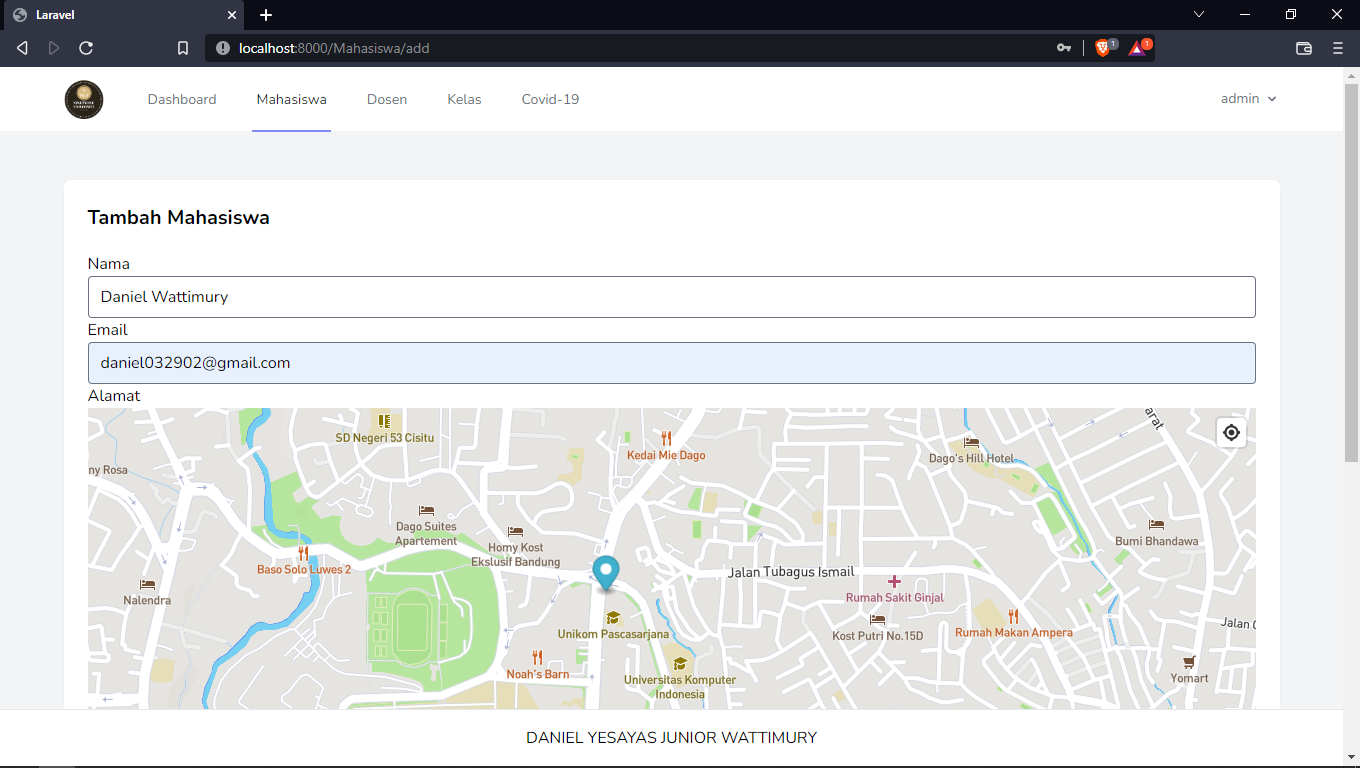 Laravel
localhost:8000/Mahasiswa/add
1
1
Dashboard
Mahasiswa
Dosen
Kelas
Covid-19
admin
Tambah Mahasiswa
Nama
Daniel Wattimury
Email
daniel032902@gmail.com
Alamat
SD Negeri 53 Cisitu
Kedai Mie Dago
arat
Dago's Hill Hotel
ny Rosa
Dago Suites
Apartement
Homy Kost
Ekslusif Bandung
Bumi Bhandawa
Baso Solo Luwes 2
Jalan Tubagus Ismail
Nalendra
Rumah Sakit Ginjal
Unikom Pascasarjana
Kost Putri No.15D
Rumah Makan Ampera
Jalan
Noah's Barn
Universitas Komputer
Indonesia
Yomart
DANIEL YESAYAS JUNIOR WATTIMURY